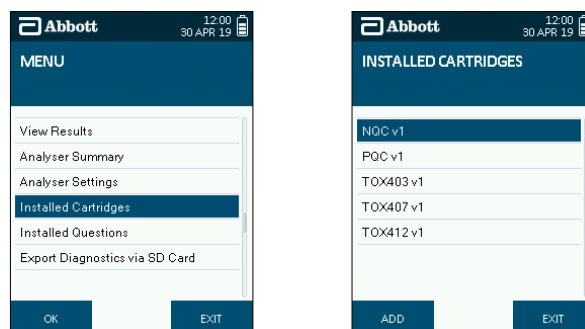 Abbott
12:00
30 APR 19
MENU
View Results
Analyser Summary
Analyser Settings
Installed Cartridges
Installed Questions
Export Diagnostics via SD Card
OK
EXIT
Abbott
12:00
30 APR 19
INSTALLED CARTRIDGES
NQC v1
PQC v1
TOX403 v1
TOX407 v1
TOX412 v1
ADD
EXIT